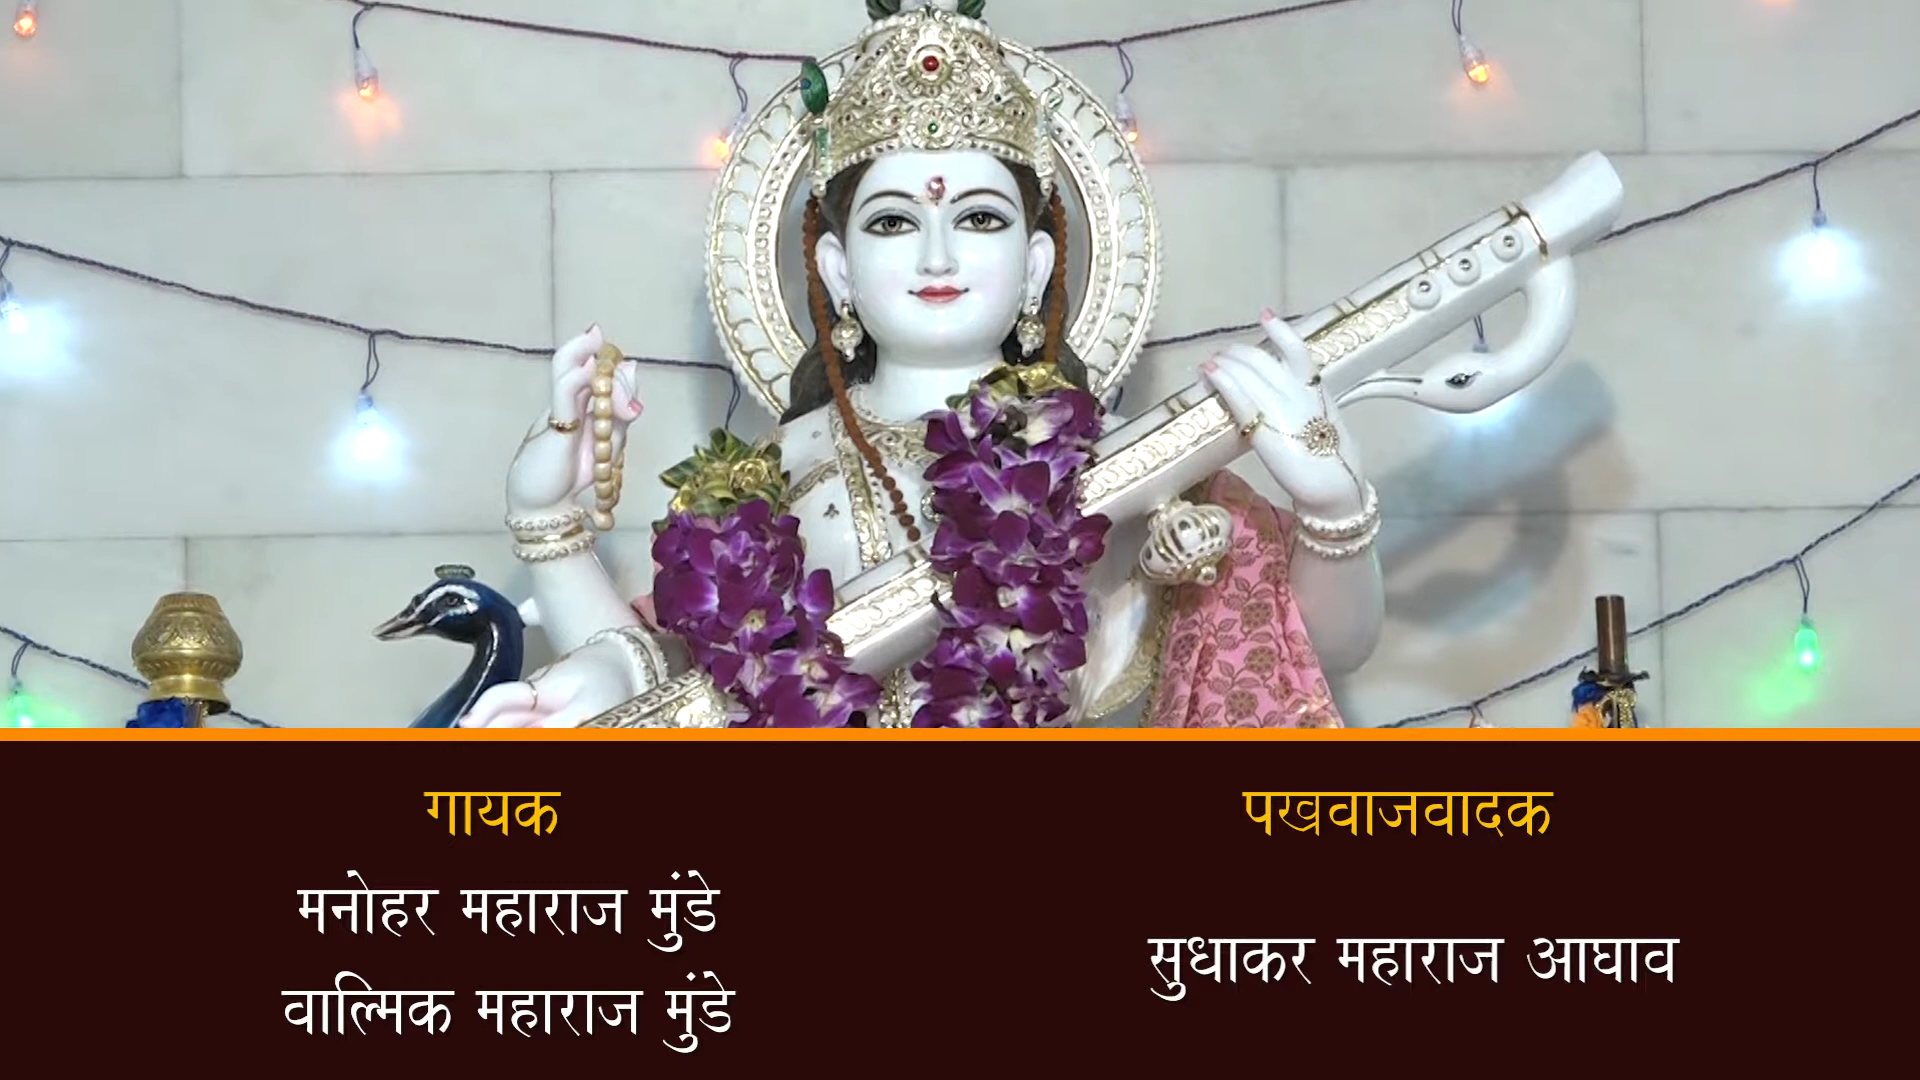 गायक
मनोहर महाराज मुंडे
वाल्मिक महाराज मुंडे
पखवाजवादक
सुधाकर महाराज आघाव